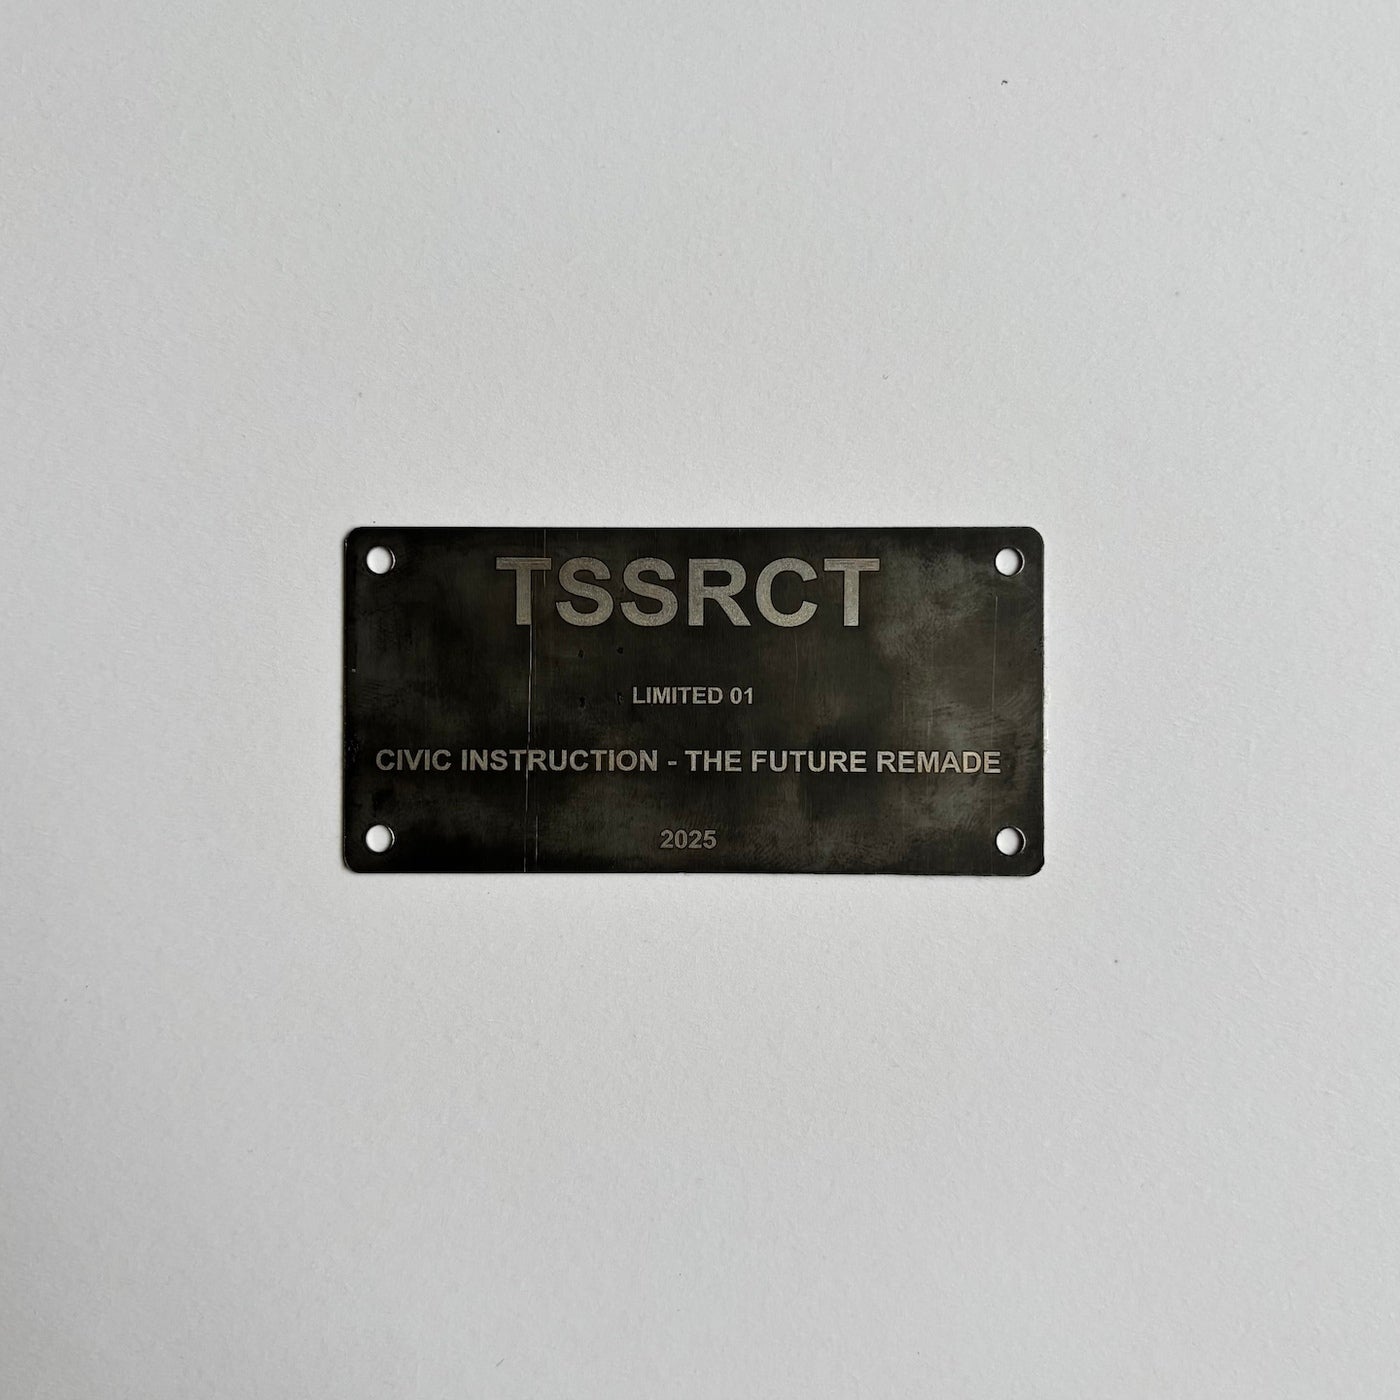 TSSRCT
LIMITED 01
CIVIC INSTRUCTION - THE FUTURE REMADE
2025